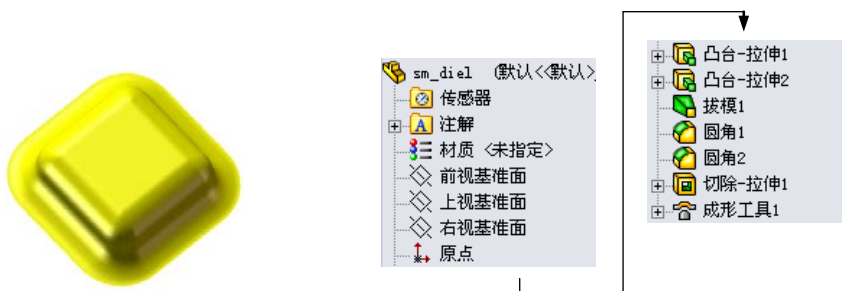 sm_die1 (默认<<默认>
传感器
A 注解
材质 <未指定>
前视基准面
上视基准面
右视基准面
原点
凸台-拉伸1
凸台-拉伸2
拔模1
圆角1
圆角2
切除-拉伸1
成形工具1